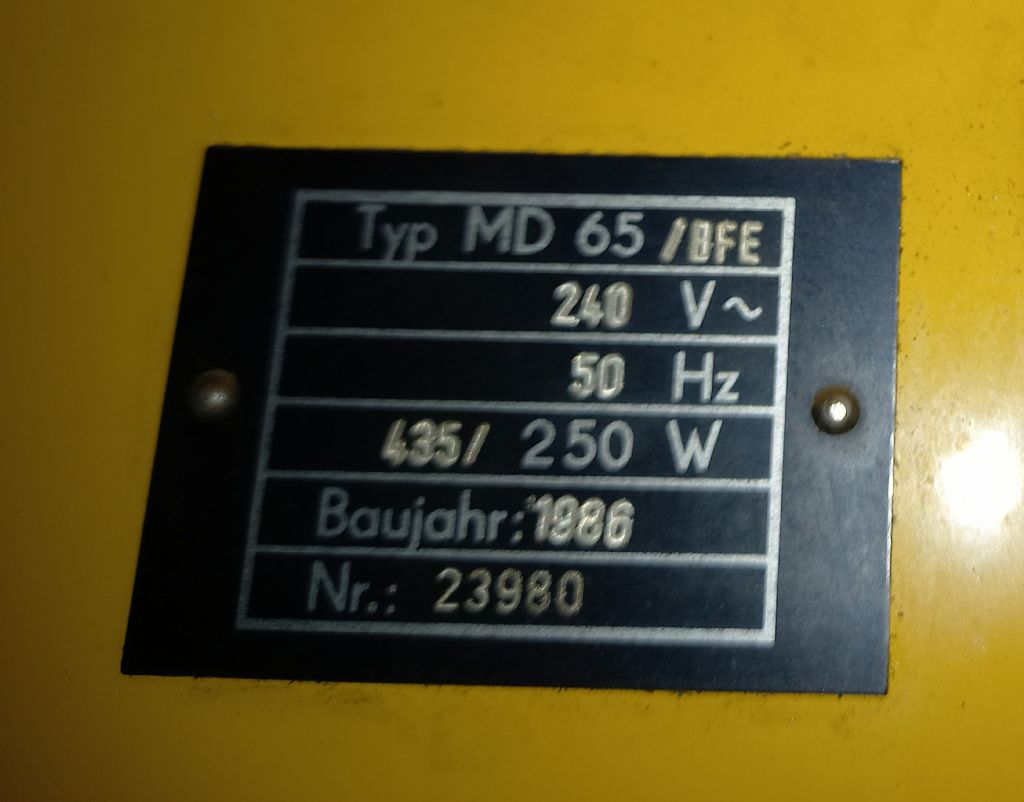 Typ MD 65 /BFE
240 V~
50 Hz
435/ 250 W
Baujahr: 1986
Nr.: 23980